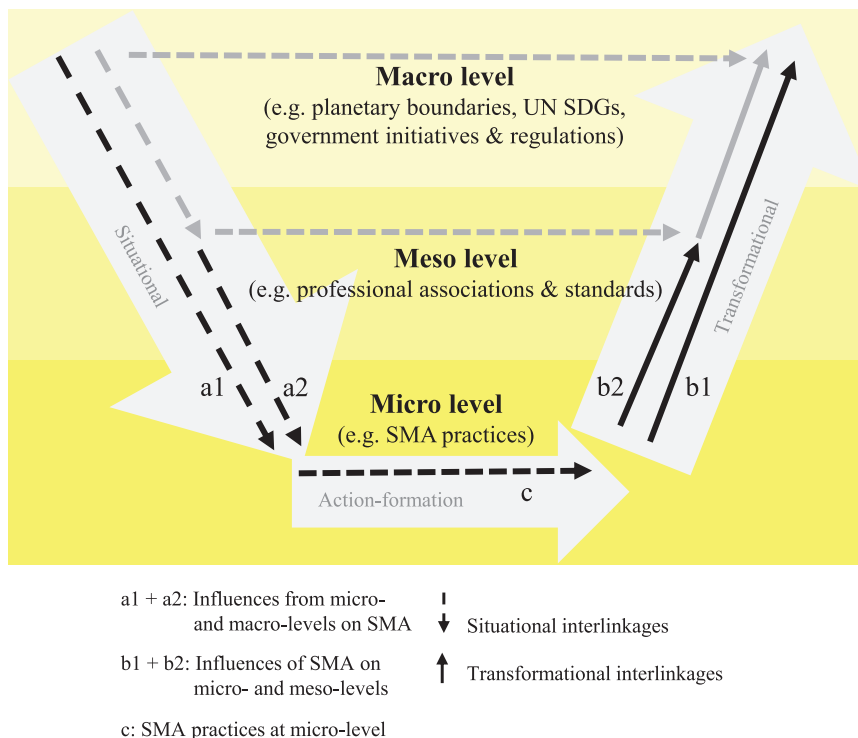 Macro level
(e.g. planetary boundaries, UN SDGs,
government initiatives & regulations)
Situational
Meso level
(e.g. professional associations & standards)
Transformational
a1
a2
Micro level
(e.g. SMA practices)
b2
b1
Action-formation
c
a1 + a2: Influences from micro-
and macro-levels on SMA
Situational interlinkages
b1 + b2: Influences of SMA on
micro- and meso-levels
Transformational interlinkages
c: SMA practices at micro-level